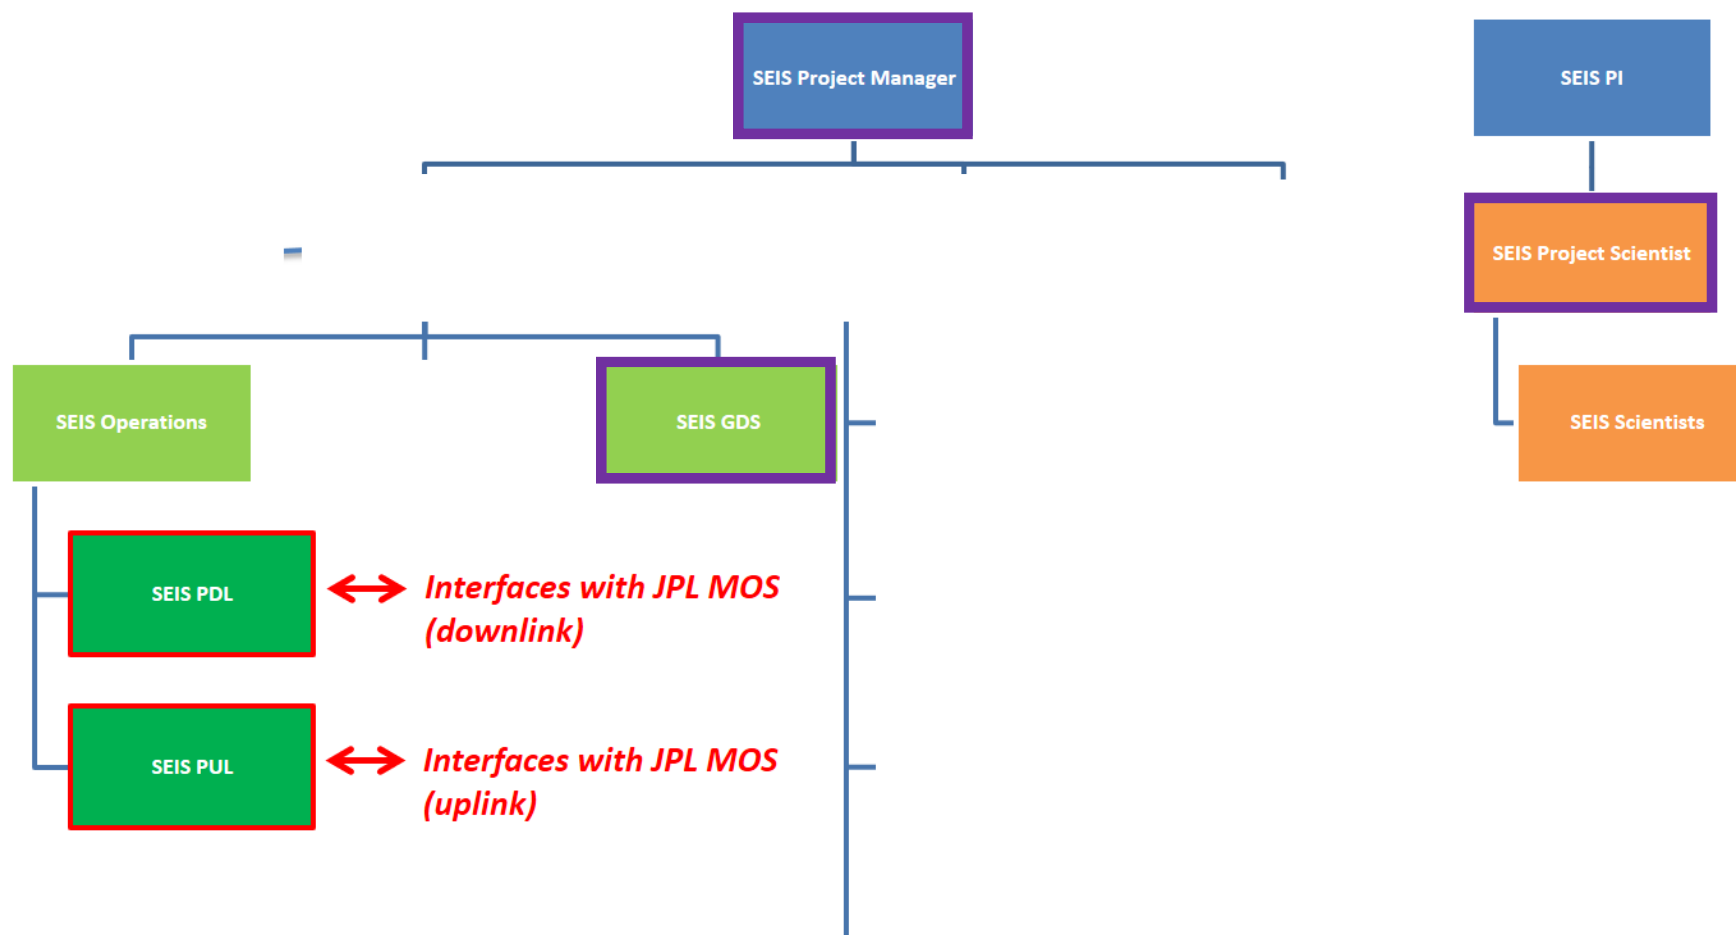 SEIS Project Manager
SEIS PI
SEIS Project Scientist
SEIS Operations
SEIS GDS
SEIS Scientists
SEIS PDL
Interfaces with JPL MOS
(downlink)
SEIS PUL
Interfaces with JPL MOS
(uplink)